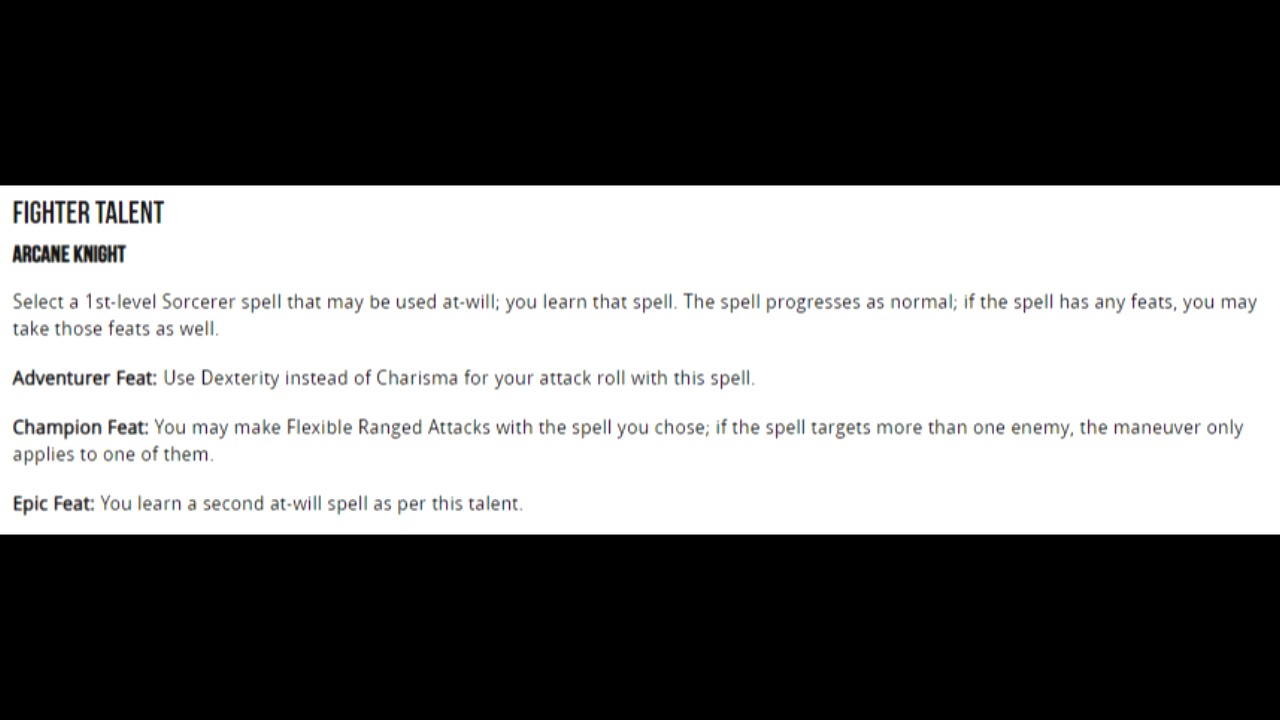 FIGHTER TALENT
ARCANE KNIGHT
Select a 1st-level Sorcerer spell that may be used at-will; you learn that spell. The spell progresses as normal; if the spell has any feats, you may
take those feats as well.
Adventurer Feat: Use Dexterity instead of Charisma for your attack roll with this spell.
Champion Feat: You may make Flexible Ranged Attacks with the spell you chose; if the spell targets more than one enemy, the maneuver only
applies to one of them.
Epic Feat: You learn a second at-will spell as per this talent.